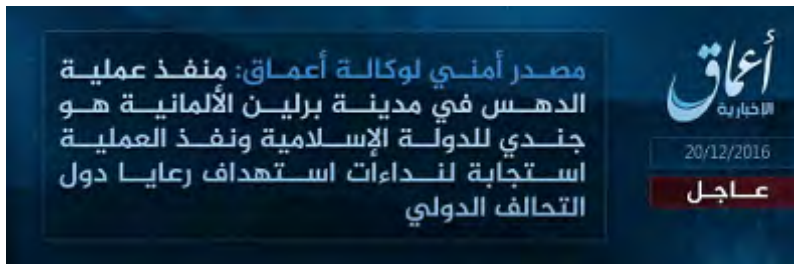 مصدر أمني لوكالة أعماق: منفذ عملية
الدهس في مدينة برلين الألمانية هو
جندي للدولة الإسلامية ونفذ العملية
استجابة لنداءات استهداف رعايا دول
التحالف الدولي
أعماق
الإخبارية
20/12/2016
عاجل